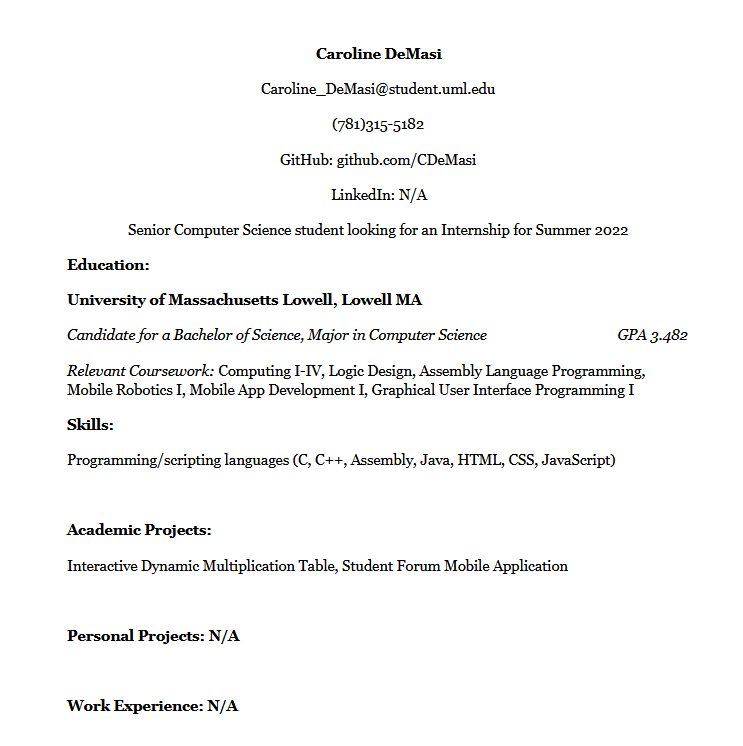 Caroline DeMasi
Caroline_DeMasi@student.uml.edu
(781)315-5182
GitHub: github.com/CDeMasi
LinkedIn: N/A
Senior Computer Science student looking for an Internship for Summer 2022
Education:
University of Massachusetts Lowell, Lowell MA
Candidate for a Bachelor of Science, Major in Computer Science GPA 3.482
Relevant Coursework: Computing I-IV, Logic Design, Assembly Language Programming,
Mobile Robotics I, Mobile App Development I, Graphical User Interface Programming I
Skills:
Programming/scripting languages (C, C++, Assembly, Java, HTML, CSS, JavaScript)
Academic Projects:
Interactive Dynamic Multiplication Table, Student Forum Mobile Application
Personal Projects: N/A
Work Experience: N/A